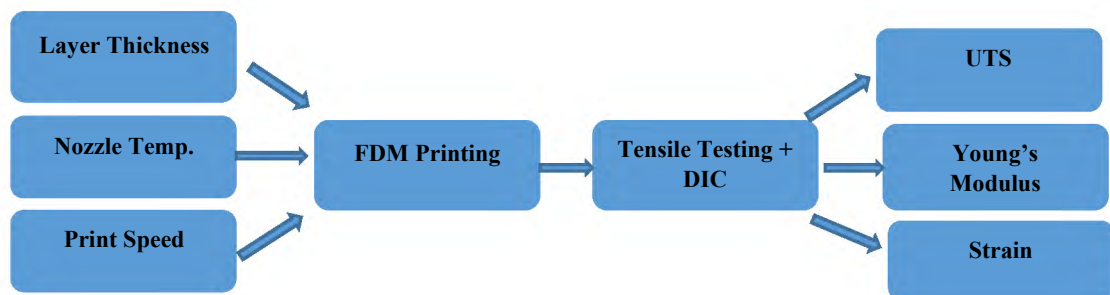 Layer Thickness
Nozzle Temp.
Print Speed
FDM Printing
Tensile Testing +
DIC
UTS
Young’s
Modulus
Strain